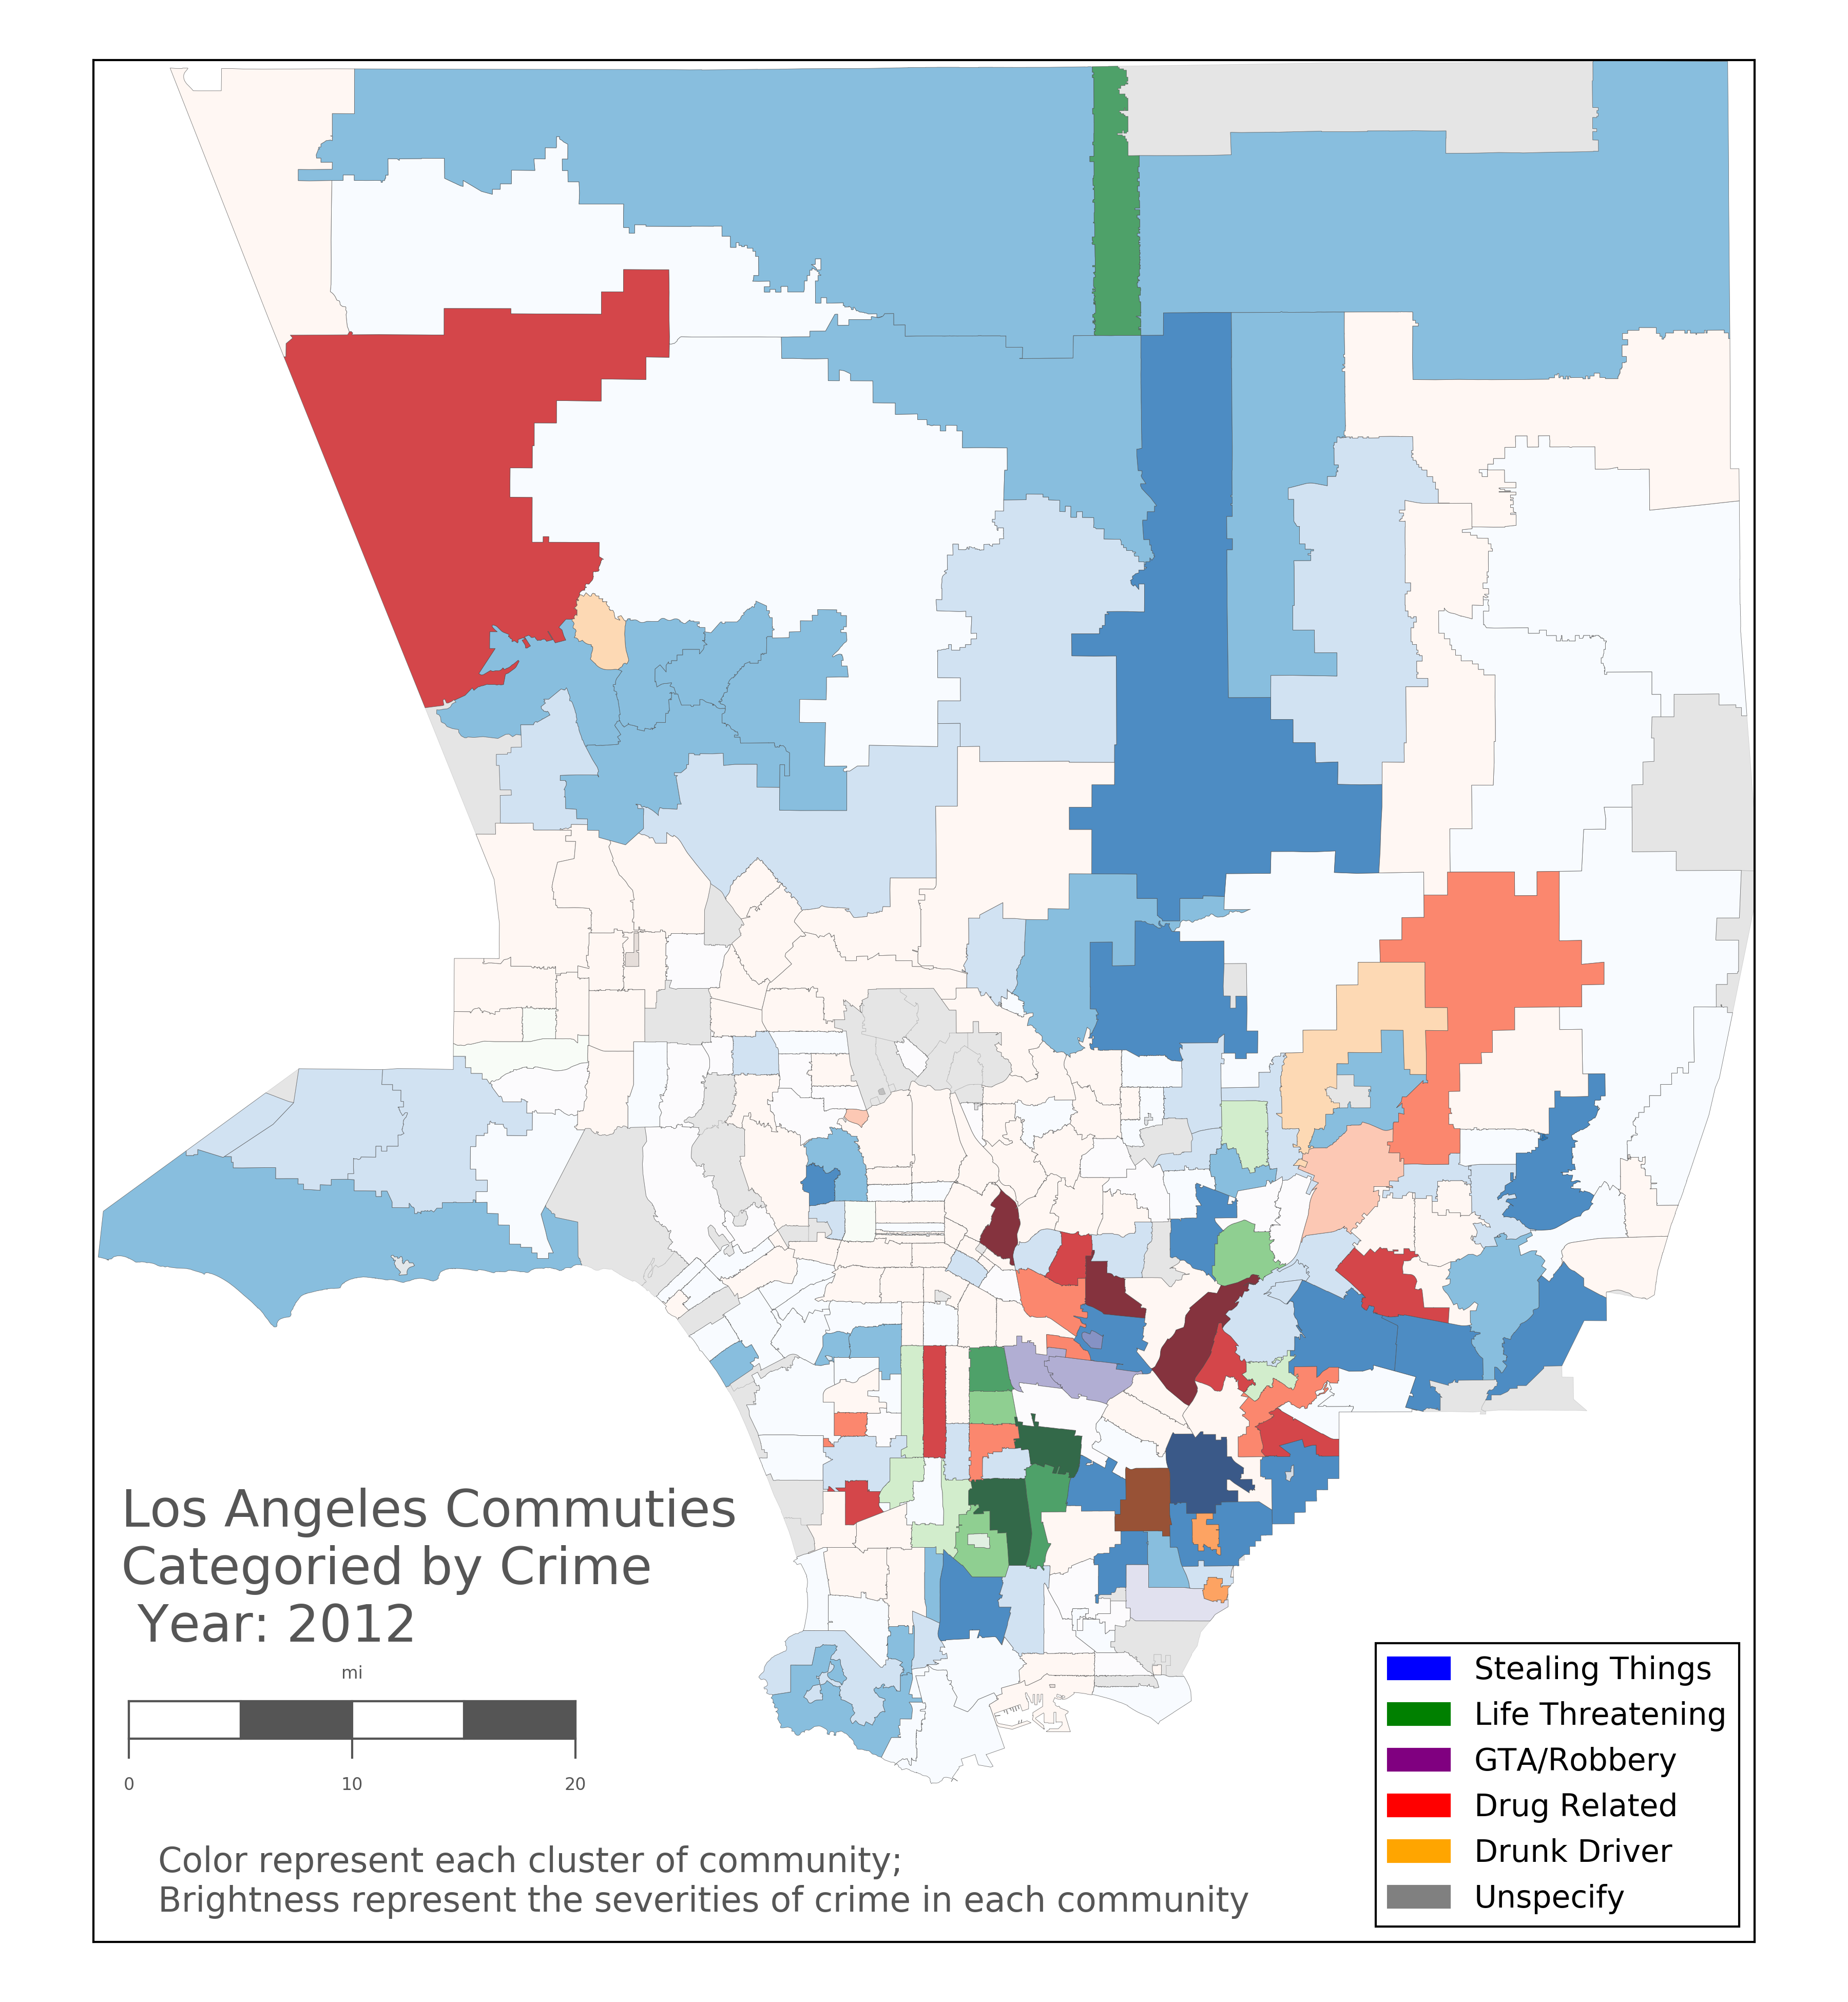 Los Angeles Commuties
Categoried by Crime
Year: 2012
mi
0 10 20
Color represent each cluster of community;
Brightness represent the severities of crime in each community
Stealing Things
Life Threatening
GTA/Robbery
Drug Related
Drunk Driver
Unspecify